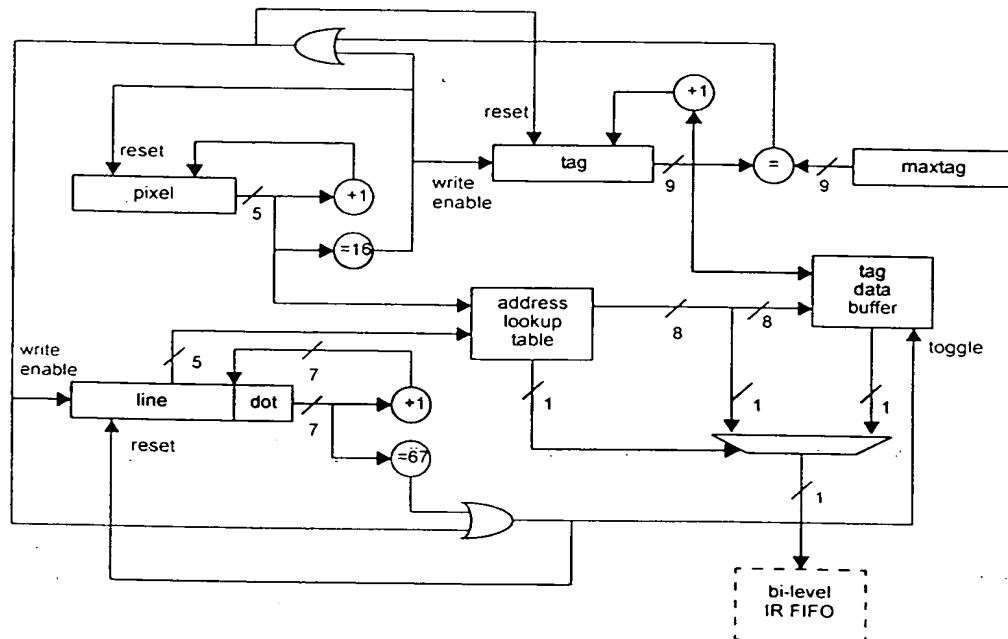 reset
+1
tag
9
=
9
maxtag
write
enable
reset
pixel
5
+1
=16
address
lookup
table
8
8
tag
data
buffer
toggle
write
enable
5
7
line
dot
7
+1
reset
=67
1
1
1
1
bi-level
IR FIFO